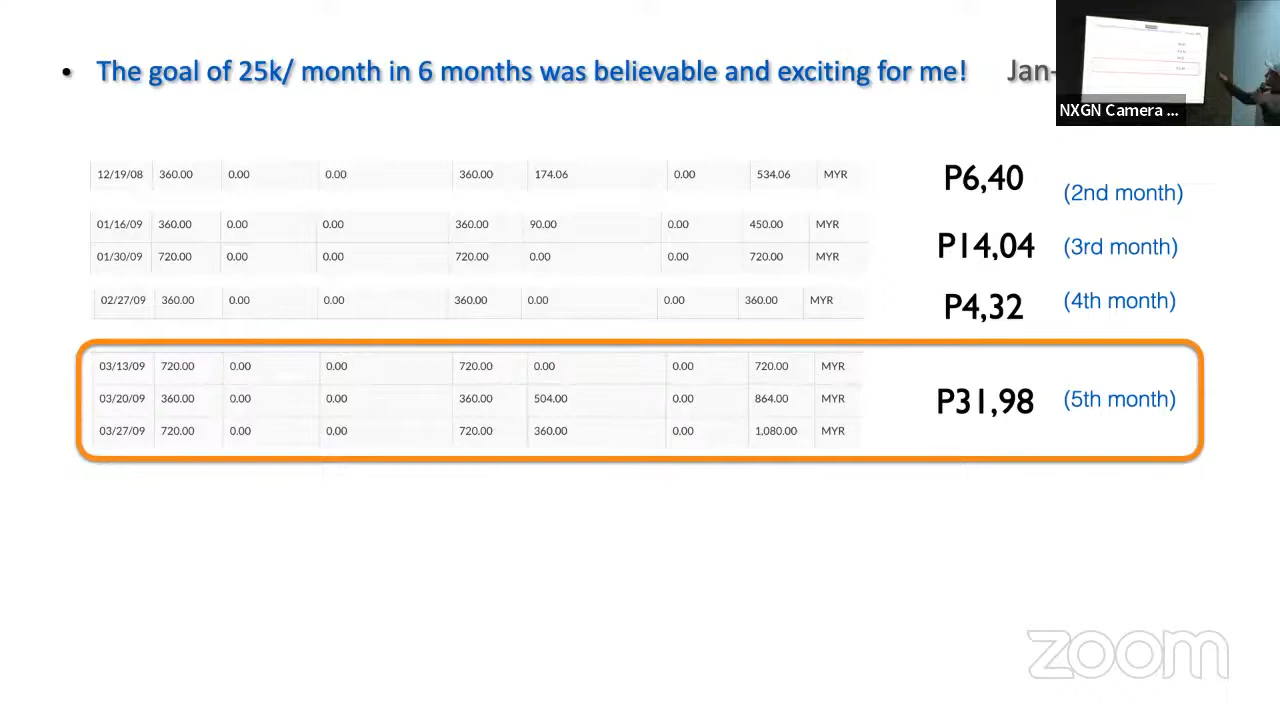 • The goal of 25k/ month in 6 months was believable and exciting for me! Jan-
NXGN Camera ...
12/19/08 360.00 0.00 0.00 360.00 174.06 0.00 534.06 MYR P6,40 (2nd month)
01/16/09 360.00 0.00 0.00 360.00 90.00 0.00 450.00 MYR
01/30/09 720.00 0.00 0.00 720.00 0.00 0.00 720.00 MYR P14,04 (3rd month)
02/27/09 360.00 0.00 0.00 360.00 0.00 0.00 360.00 MYR P4,32 (4th month)
03/13/09 720.00 0.00 0.00 720.00 0.00 0.00 720.00 MYR
03/20/09 360.00 0.00 0.00 360.00 504.00 0.00 864.00 MYR P31,98 (5th month)
03/27/09 720.00 0.00 0.00 720.00 360.00 0.00 1,080.00 MYR
zoom